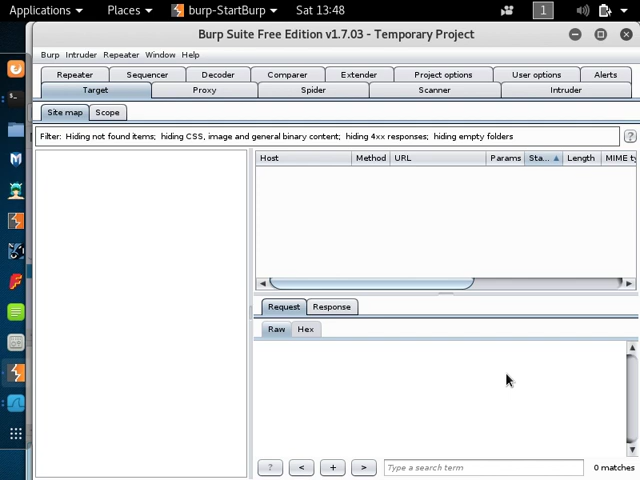 Applications Places burp-StartBurp Sat 13:48 1
Burp Suite Free Edition v1.7.03 - Temporary Project
Burp Intruder Repeater Window Help
Repeater Sequencer Decoder Comparer Extender Project options User options Alerts
Target Proxy Spider Scanner Intruder
Site map Scope
Filter: Hiding not found items; hiding CSS, image and general binary content; hiding 4xx responses; hiding empty folders ?
Host Method URL Params Sta... Length MIME ty
Request Response
Raw Hex
? < + > Type a search term 0 matches